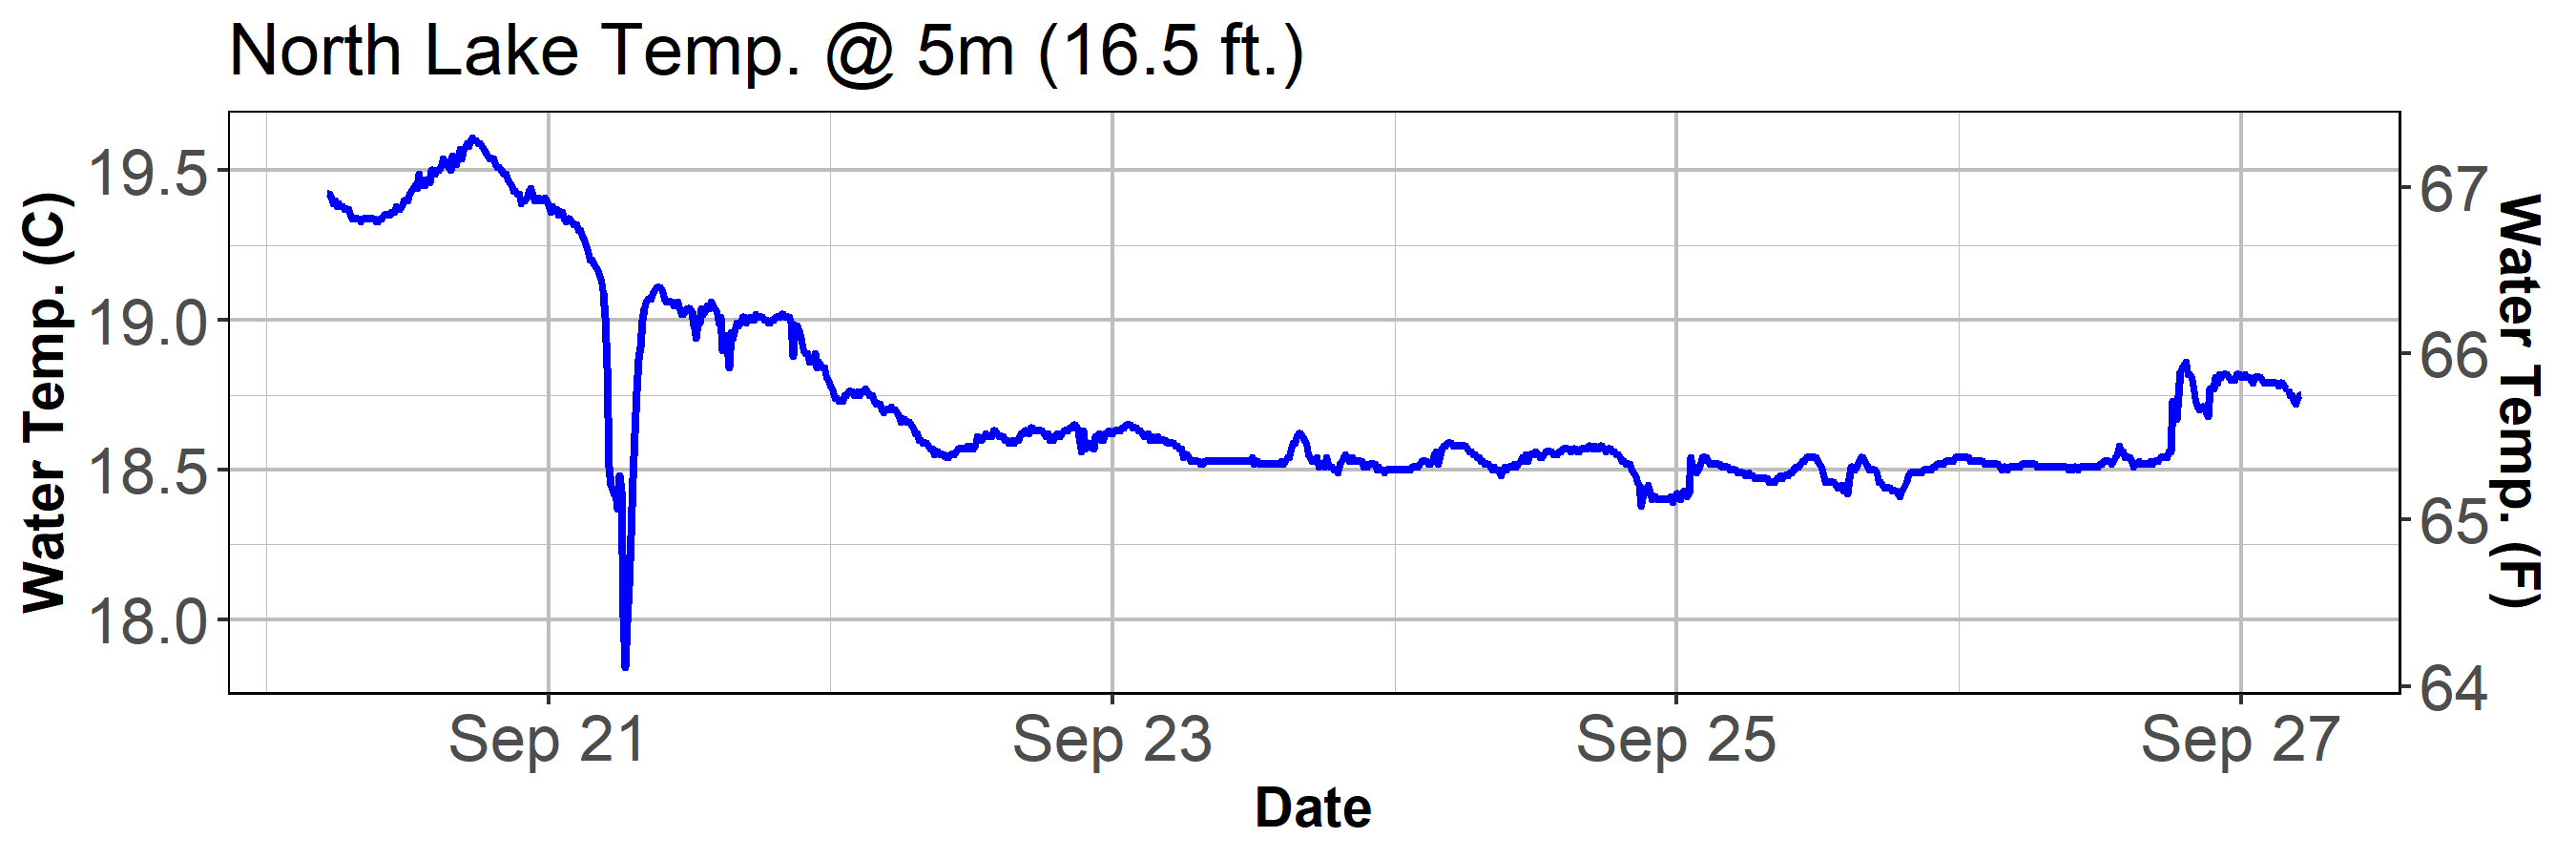 North Lake Temp. @ 5m (16.5 ft.)
Water Temp. (C)
19.5
19.0
18.5
18.0
67
66
65
64
Water Temp. (F)
Sep 21 Sep 23 Sep 25 Sep 27
Date